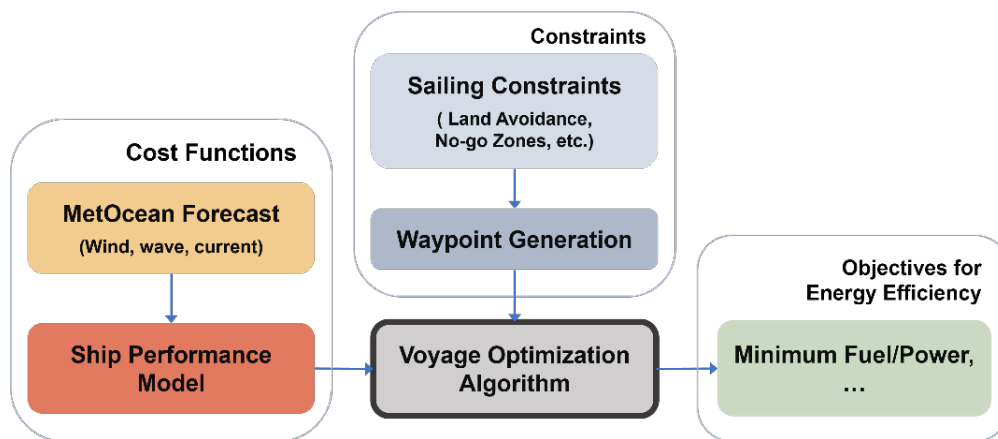 Constraints
Sailing Constraints
( Land Avoidance,
No-go Zones, etc.)
Waypoint Generation
Cost Functions
MetOcean Forecast
(Wind, wave, current)
Ship Performance
Model
Voyage Optimization
Algorithm
Objectives for
Energy Efficiency
Minimum Fuel/Power,
…